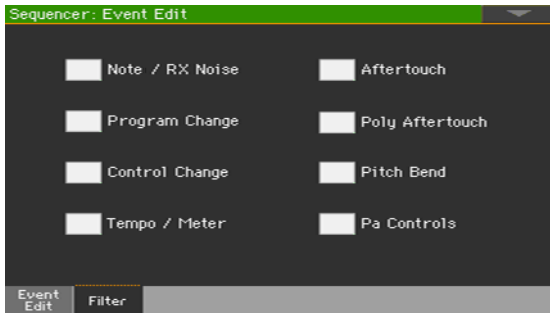 Sequencer: Event Edit
Note / RX Noise
Aftertouch
Program Change
Poly Aftertouch
Control Change
Pitch Bend
Tempo / Meter
Pa Controls
Event
Edit
Filter